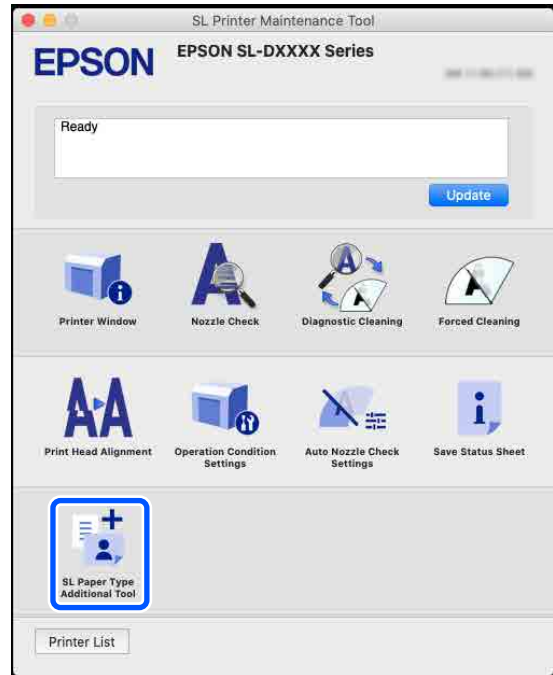 SL Printer Maintenance Tool
EPSON
EPSON SL-DXXXX Series
Ready
Update
Printer Window
Nozzle Check
Diagnostic Cleaning
Forced Cleaning
Print Head Alignment
Operation Condition
Settings
Auto Nozzle Check
Settings
Save Status Sheet
SL Paper Type
Additional Tool
Printer List